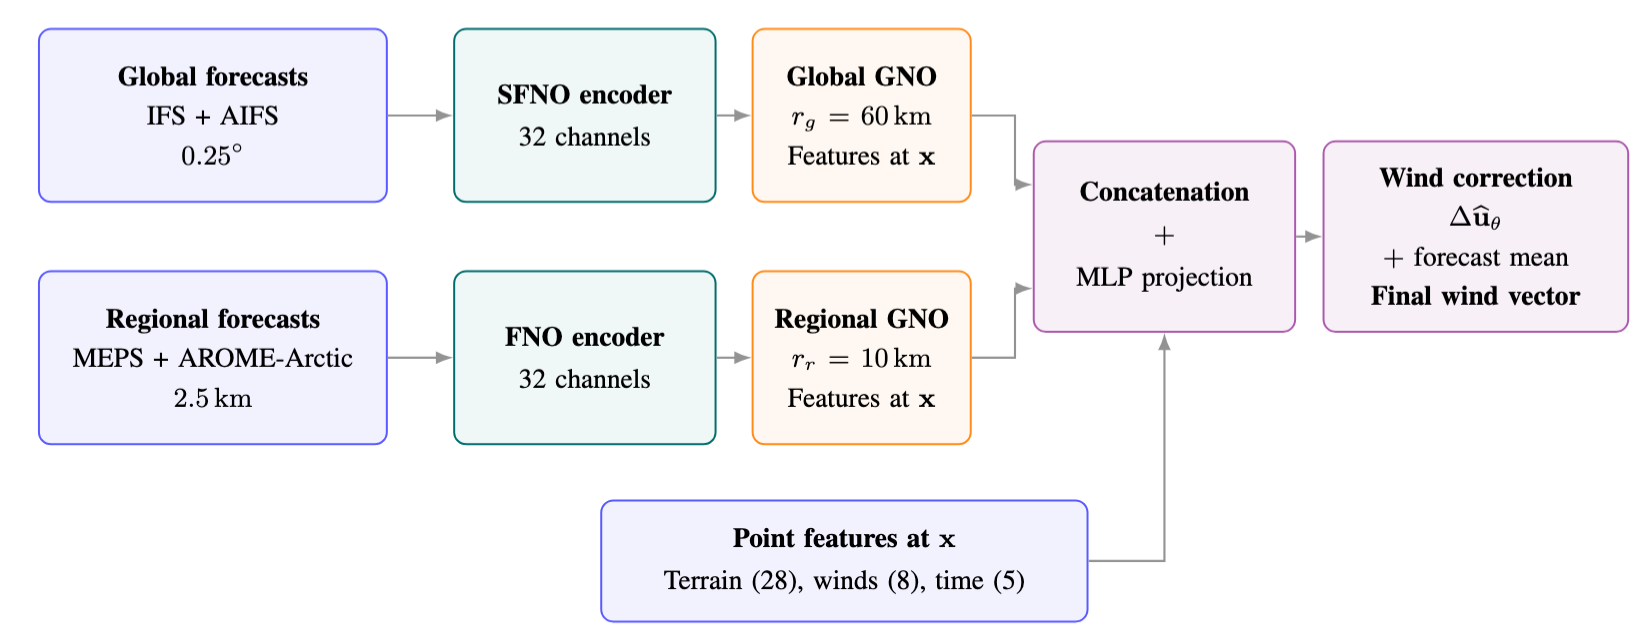 Global forecasts
IFS + AIFS
0.25°
SFNO encoder
32 channels
Global GNO
r_g = 60 km
Features at x
Regional forecasts
MEPS + AROME-Arctic
2.5 km
FNO encoder
32 channels
Regional GNO
r_r = 10 km
Features at x
Point features at x
Terrain (28), winds (8), time (5)
Concatenation
+
MLP projection
Wind correction
Δû_θ
+ forecast mean
Final wind vector